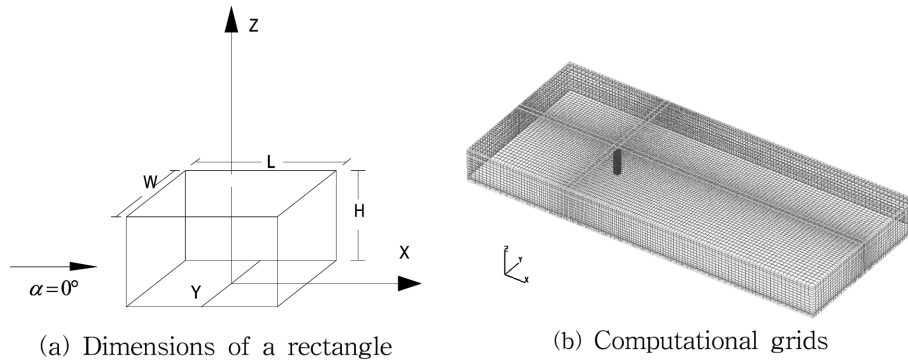 Z
L
W
H
X
α=0°
Y
Z
Y
X
(a) Dimensions of a rectangle
(b) Computational grids